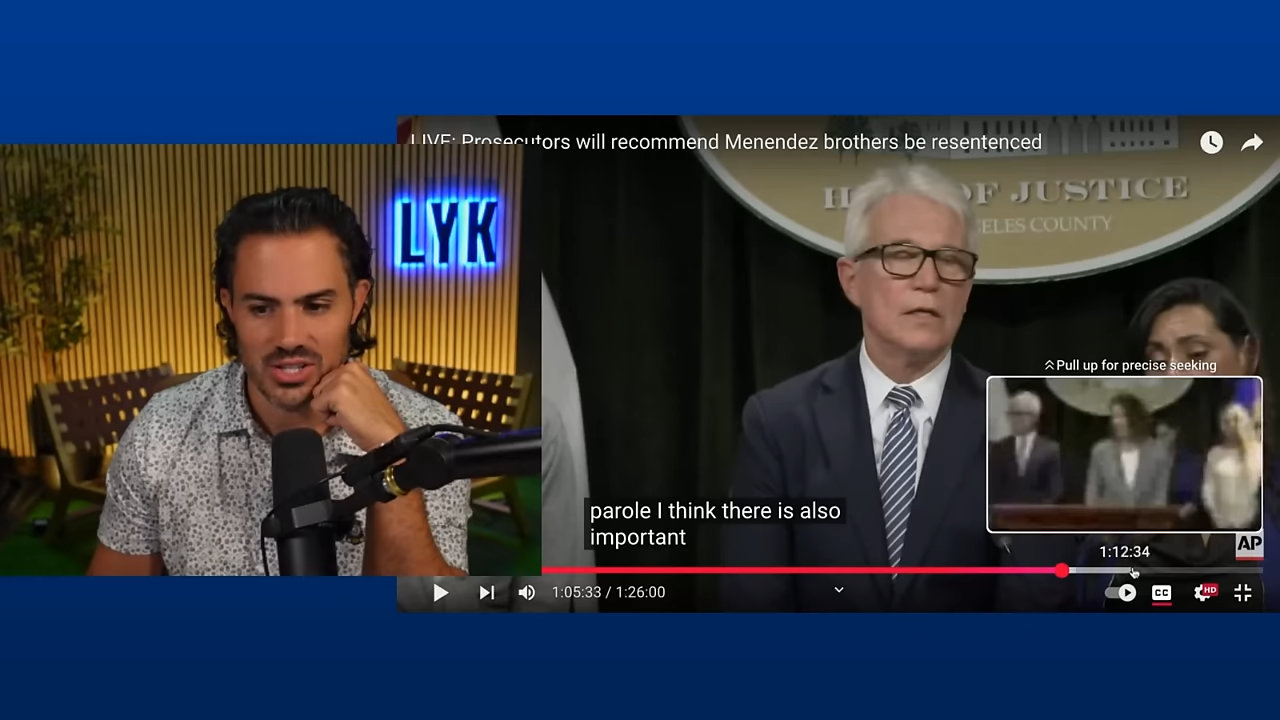 LIVE: Prosecutors will recommend Menendez brothers be resentenced
LYK
OF JUSTICE
COUNTY
Pull up for precise seeking
parole I think there is also
important
1:12:34
AP
1:05:33 / 1:26:00
CC
HD